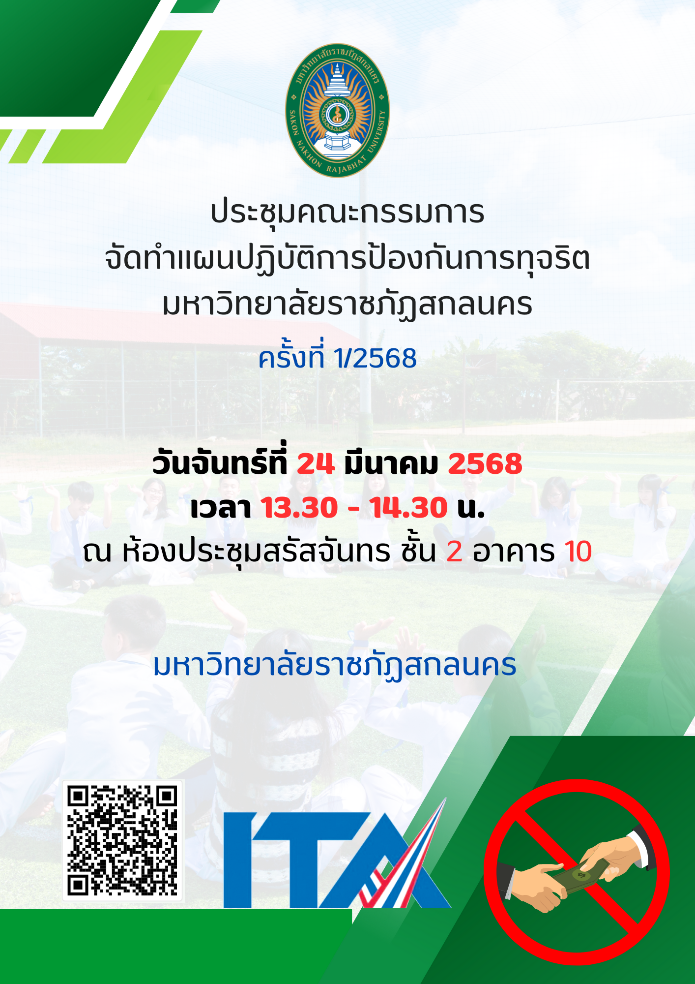 มหาวิทยาลัยราชภัฏสกลนคร
SAKON NAKHON RAJABHAT UNIVERSITY
ประชุมคณะกรรมการ
จัดทำแผนปฏิบัติการป้องกันการทุจริต
มหาวิทยาลัยราชภัฏสกลนคร
ครั้งที่ 1/2568
วันจันทร์ที่ 24 มีนาคม 2568
เวลา 13.30 - 14.30 น.
ณ ห้องประชุมสรัสจันทร ชั้น 2 อาคาร 10
มหาวิทยาลัยราชภัฏสกลนคร
ITA